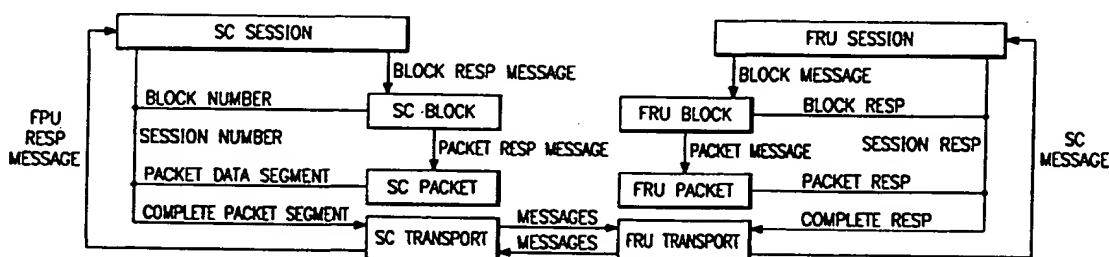 SC SESSION
FRU SESSION
BLOCK RESP MESSAGE
BLOCK MESSAGE
BLOCK NUMBER
SC BLOCK
FRU BLOCK
BLOCK RESP
FPU
RESP
MESSAGE
SESSION NUMBER
PACKET RESP MESSAGE
PACKET MESSAGE
SESSION RESP
SC
MESSAGE
PACKET DATA SEGMENT
SC PACKET
FRU PACKET
PACKET RESP
COMPLETE PACKET SEGMENT
SC TRANSPORT
MESSAGES
MESSAGES
FRU TRANSPORT
COMPLETE RESP